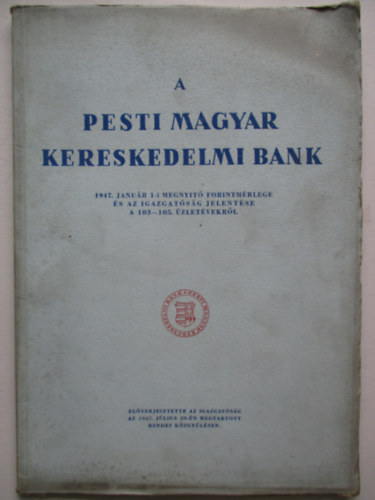 A
PESTI MAGYAR
KERESKEDELMI BANK
1947. JANUÁR 1-i MEGNYITÓ FORINTMÉRLEGE
ÉS AZ IGAZGATÓSÁG JELENTÉSE
A 103–105. ÜZLETÉVEKRŐL
ELŐTERJESZTETTE AZ IGAZGATÓSÁG
AZ 1947. JÚLIUS 29-ÉN MEGTARTOTT
RENDES KÖZGYŰLÉSEN.